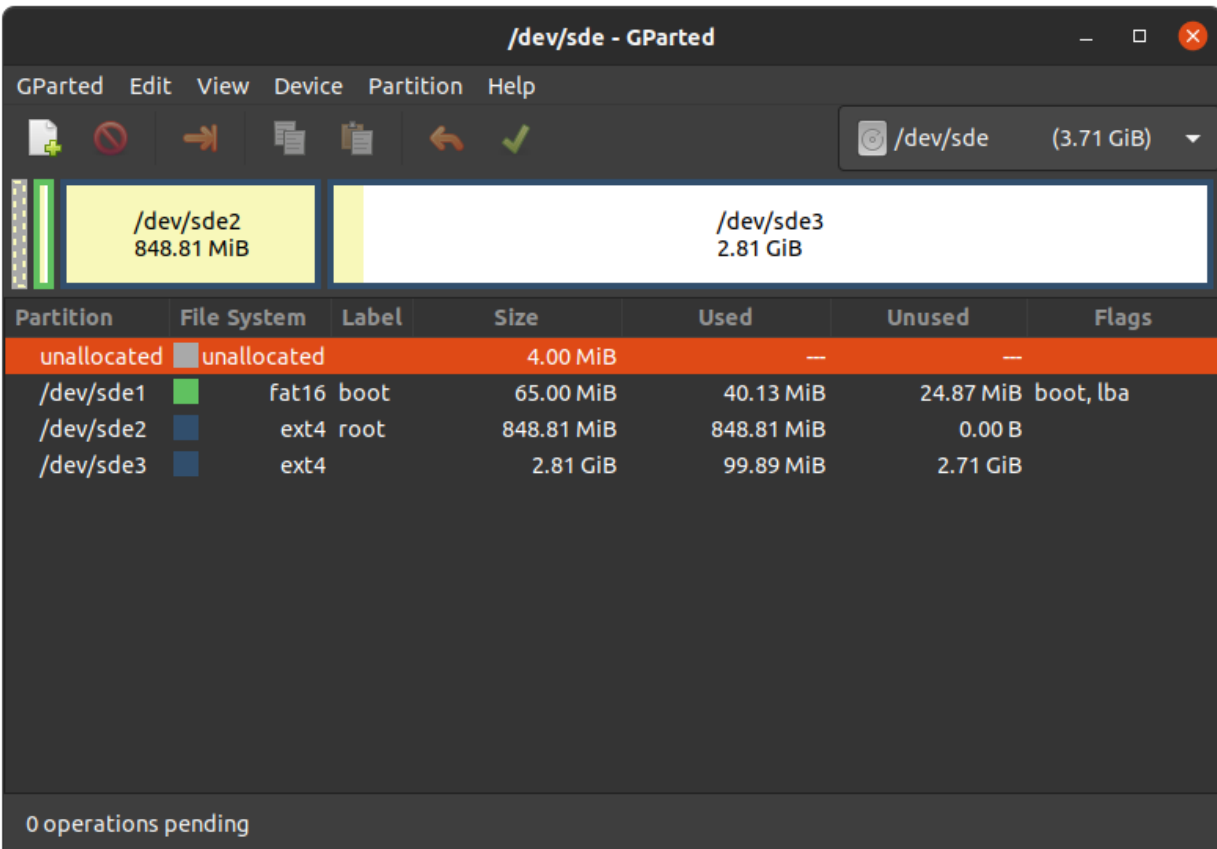 /dev/sde - GParted
GParted Edit View Device Partition Help
/dev/sde (3.71 GiB)
/dev/sde2
848.81 MiB
/dev/sde3
2.81 GiB
Partition File System Label Size Used Unused Flags
unallocated unallocated 4.00 MiB --- ---
/dev/sde1 fat16 boot 65.00 MiB 40.13 MiB 24.87 MiB boot, lba
/dev/sde2 ext4 root 848.81 MiB 848.81 MiB 0.00 B
/dev/sde3 ext4 2.81 GiB 99.89 MiB 2.71 GiB
0 operations pending